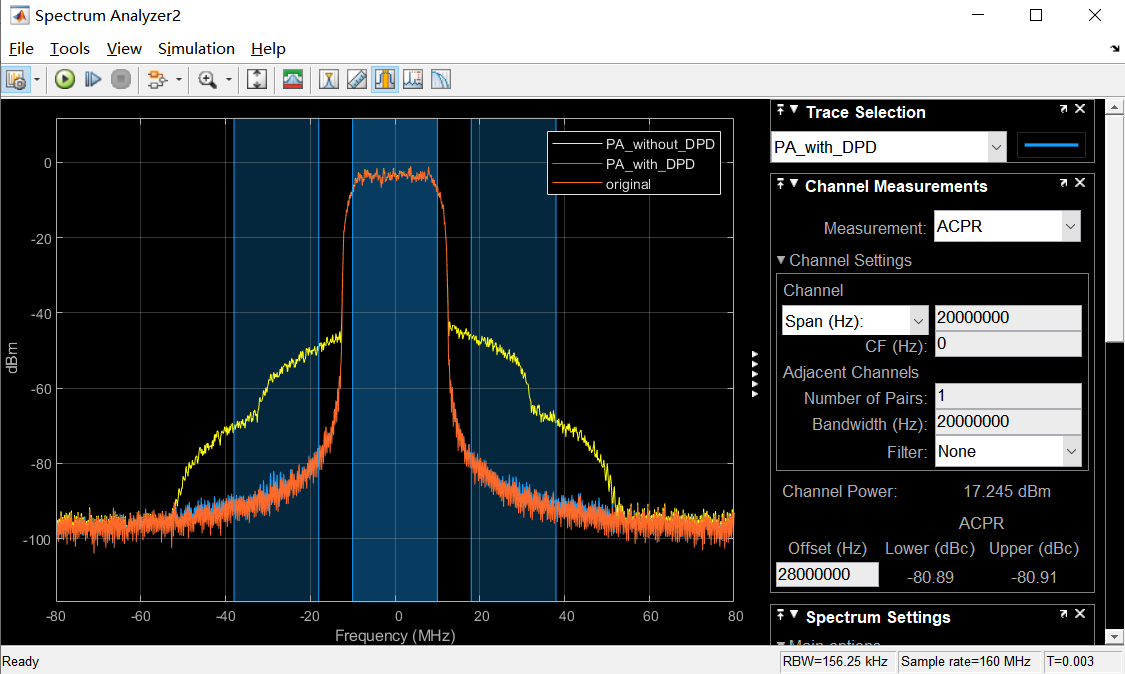 Spectrum Analyzer2
File Tools View Simulation Help
Trace Selection
PA_with_DPD
Channel Measurements
Measurement: ACPR
Channel Settings
Channel
Span (Hz): 20000000
CF (Hz): 0
Adjacent Channels
Number of Pairs: 1
Bandwidth (Hz): 20000000
Filter: None
Channel Power: 17.245 dBm
ACPR
Offset (Hz) Lower (dBc) Upper (dBc)
28000000 -80.89 -80.91
Spectrum Settings
Main options
PA_without_DPD
PA_with_DPD
original
0
-20
-40
-60
-80
-100
dBm
-80 -60 -40 -20 0 20 40 60 80
Frequency (MHz)
Ready RBW=156.25 kHz Sample rate=160 MHz T=0.003